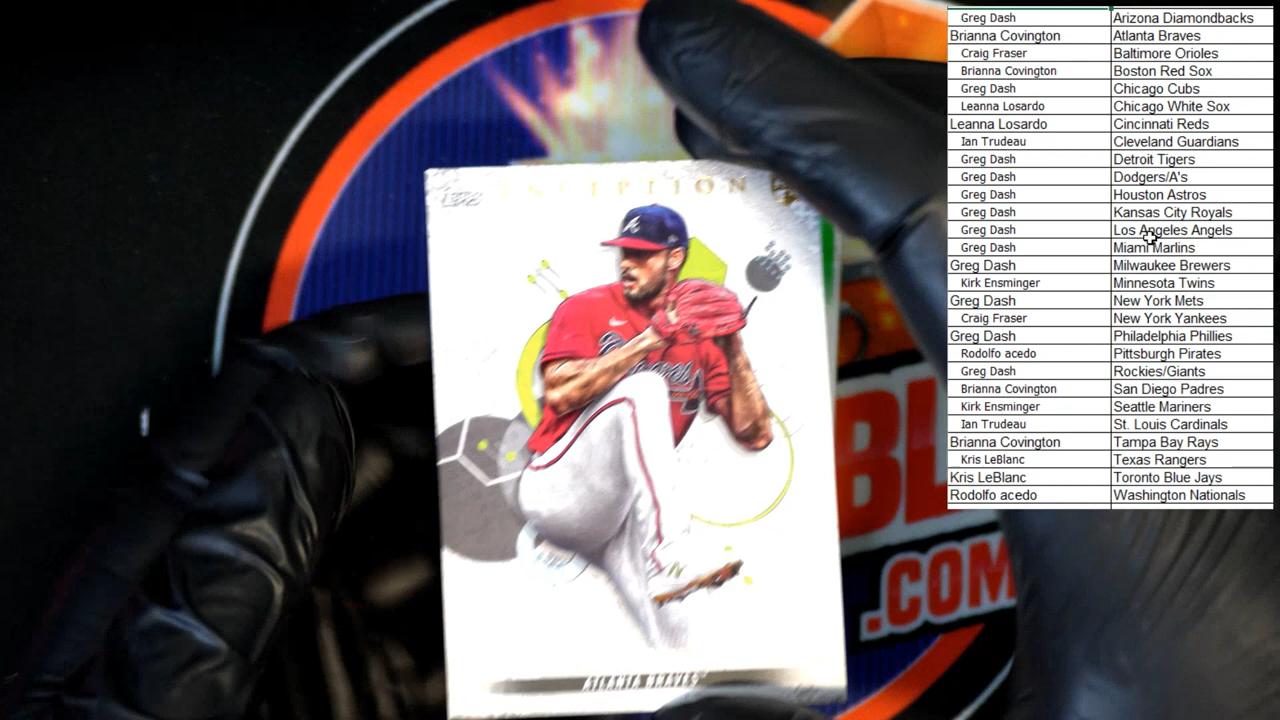 TOPPS
INCEPTION
Braves
ATLANTA BRAVES
BL
.COM
Greg Dash Arizona Diamondbacks
Brianna Covington Atlanta Braves
Craig Fraser Baltimore Orioles
Brianna Covington Boston Red Sox
Greg Dash Chicago Cubs
Leanna Losardo Chicago White Sox
Leanna Losardo Cincinnati Reds
Ian Trudeau Cleveland Guardians
Greg Dash Detroit Tigers
Greg Dash Dodgers/A's
Greg Dash Houston Astros
Greg Dash Kansas City Royals
Greg Dash Los Angeles Angels
Greg Dash Miami Marlins
Greg Dash Milwaukee Brewers
Kirk Ensminger Minnesota Twins
Greg Dash New York Mets
Craig Fraser New York Yankees
Greg Dash Philadelphia Phillies
Rodolfo acedo Pittsburgh Pirates
Greg Dash Rockies/Giants
Brianna Covington San Diego Padres
Kirk Ensminger Seattle Mariners
Ian Trudeau St. Louis Cardinals
Brianna Covington Tampa Bay Rays
Kris LeBlanc Texas Rangers
Kris LeBlanc Toronto Blue Jays
Rodolfo acedo Washington Nationals